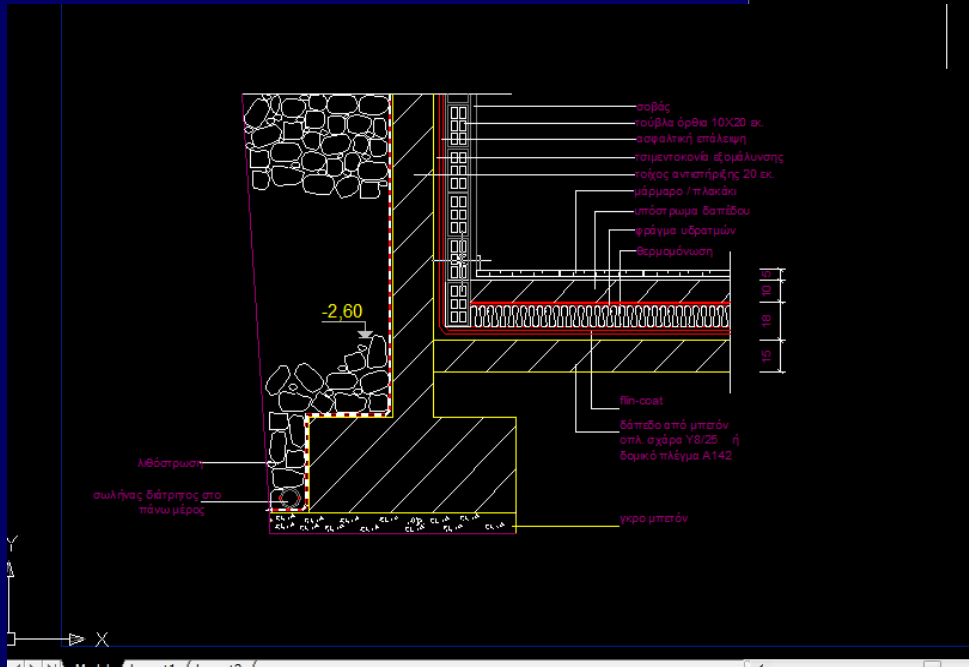 σοβάς
τούβλα όρθια 10Χ20 εκ.
ασφαλτική επάλειψη
τσιμεντοκονία εξομάλυνσης
τοίχος αντιστήριξης 20 εκ.
μάρμαρο / πλακάκι
υπόστρωμα δαπέδου
φράγμα υδρατμών
θερμομόνωση
5
10
18
15
-2,60
flin-coat
δάπεδο από μπετόν
οπλ. σχάρα Υ8/25 ή
δομικό πλέγμα Α142
λιθόστρωση
σωλήνας διάτρητος στο
πάνω μέρος
γκρο μπετόν
Y
X